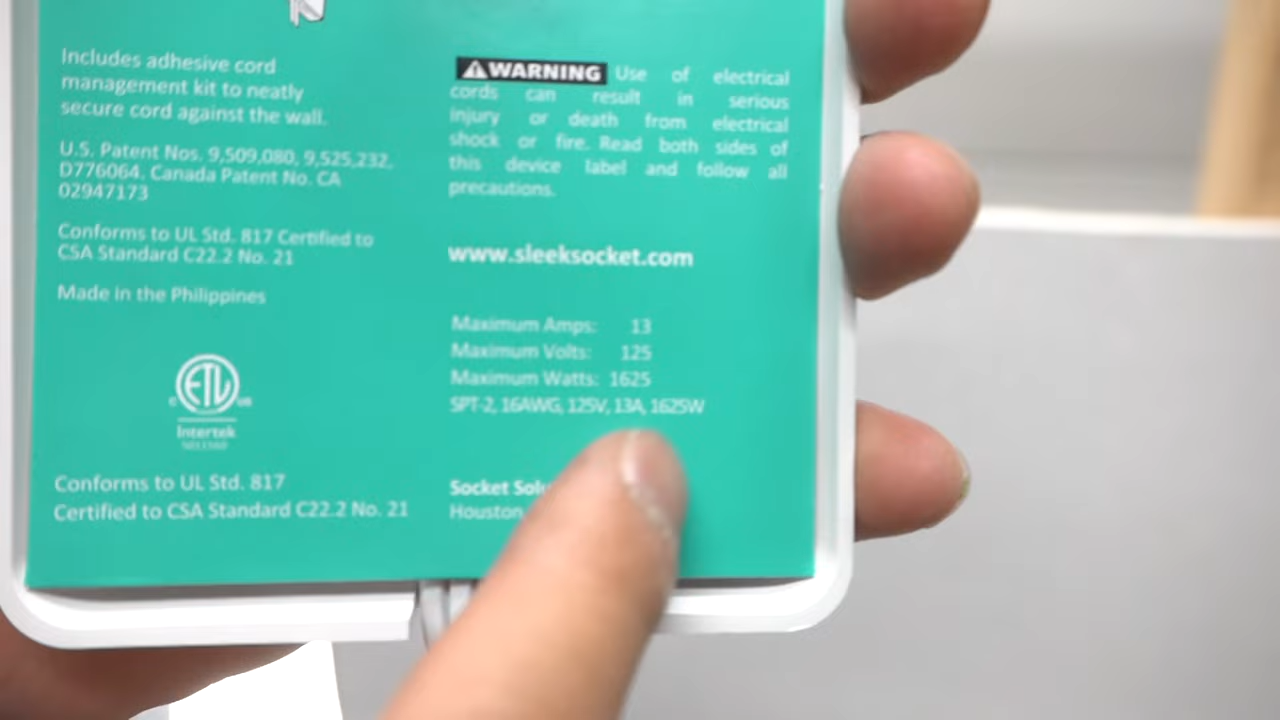 Includes adhesive cord
management kit to neatly
secure cord against the wall.
U.S. Patent Nos. 9,509,080, 9,525,232,
D776064, Canada Patent No. CA
02947173
Conforms to UL Std. 817 Certified to
CSA Standard C22.2 No. 21
Made in the Philippines
ETL
C US
Intertek
Conforms to UL Std. 817
Certified to CSA Standard C22.2 No. 21
WARNING Use of electrical
cords can result in serious
injury or death from electrical
shock or fire. Read both sides of
this device label and follow all
precautions.
www.sleeksocket.com
Maximum Amps: 13
Maximum Volts: 125
Maximum Watts: 1625
SPT-2, 16AWG, 125V, 13A, 1625W
Socket
Houston